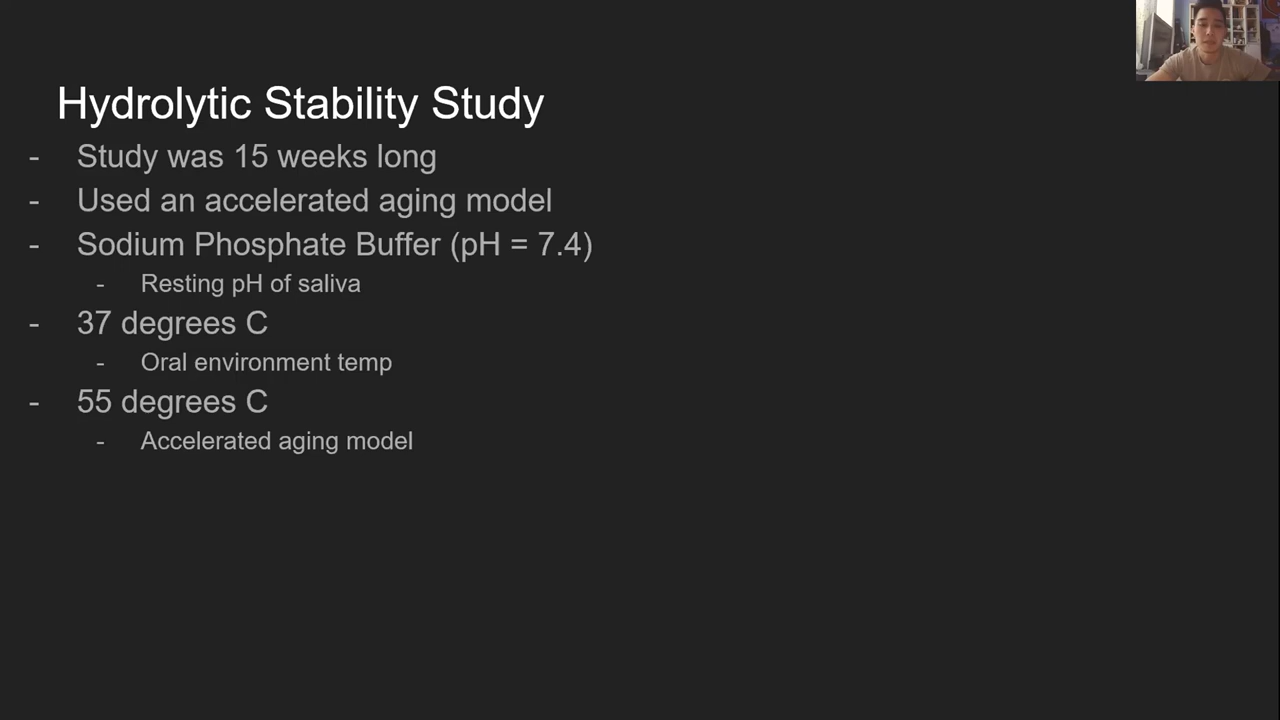 Hydrolytic Stability Study
- Study was 15 weeks long
- Used an accelerated aging model
- Sodium Phosphate Buffer (pH = 7.4)
- Resting pH of saliva
- 37 degrees C
- Oral environment temp
- 55 degrees C
- Accelerated aging model